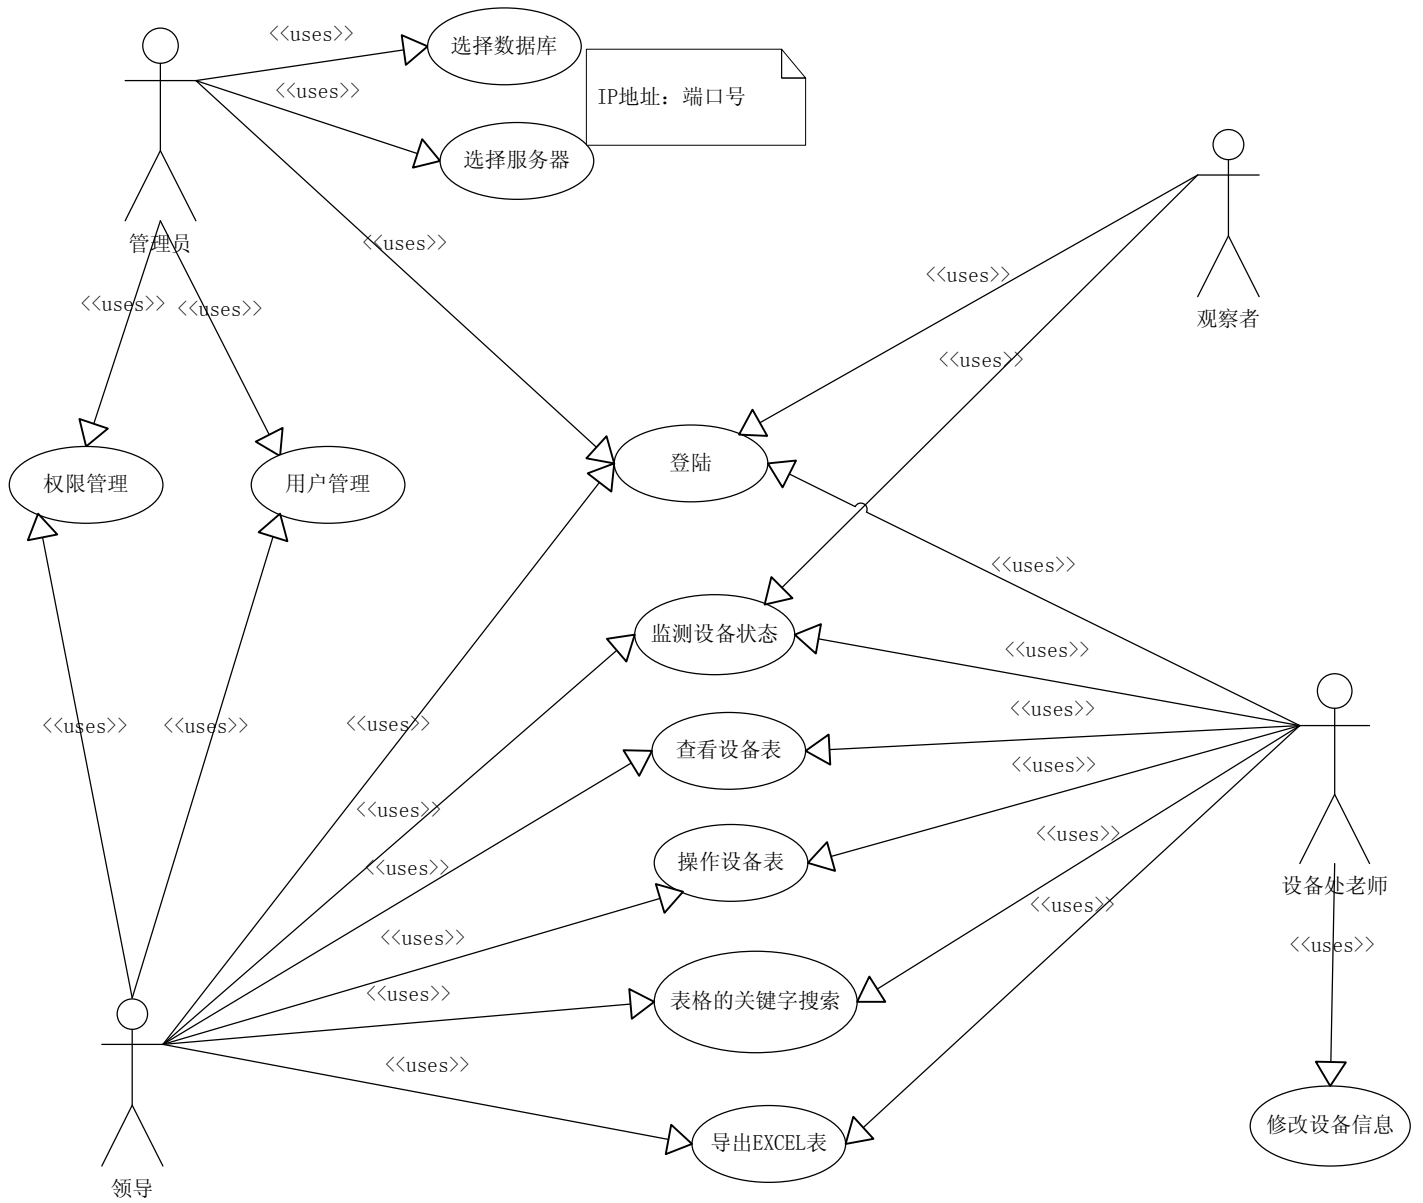 <<uses>>
选择数据库
<<uses>>
IP地址：端口号
选择服务器
管理员
<<uses>>
<<uses>>
<<uses>>
<<uses>>
观察者
<<uses>>
登陆
权限管理
用户管理
<<uses>>
监测设备状态
<<uses>>
<<uses>>
<<uses>>
<<uses>>
<<uses>>
查看设备表
<<uses>>
<<uses>>
<<uses>>
操作设备表
<<uses>>
设备处老师
<<uses>>
<<uses>>
<<uses>>
<<uses>>
表格的关键字搜索
<<uses>>
修改设备信息
导出EXCEL表
领导